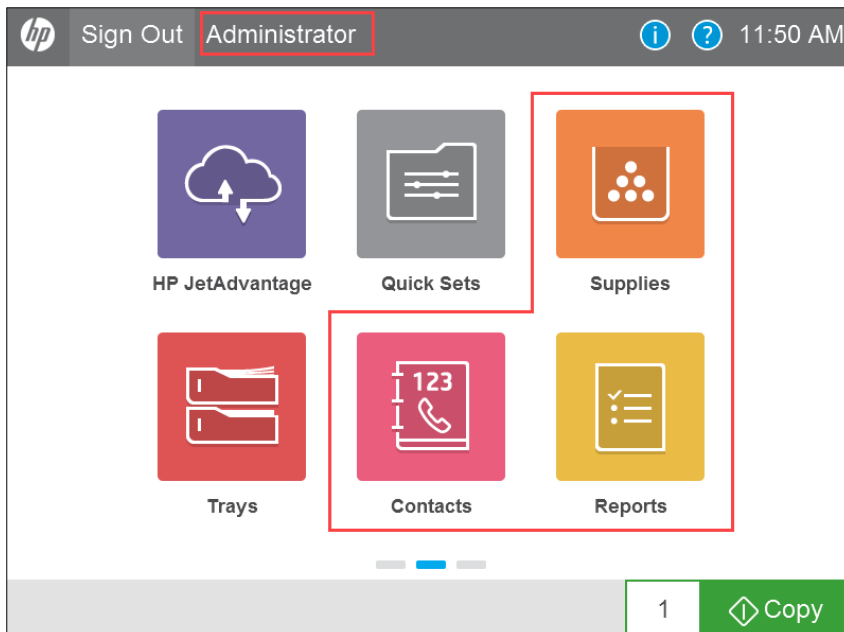 hp Sign Out Administrator i ? 11:50 AM
HP JetAdvantage Quick Sets Supplies
123
Trays Contacts Reports
1 Copy